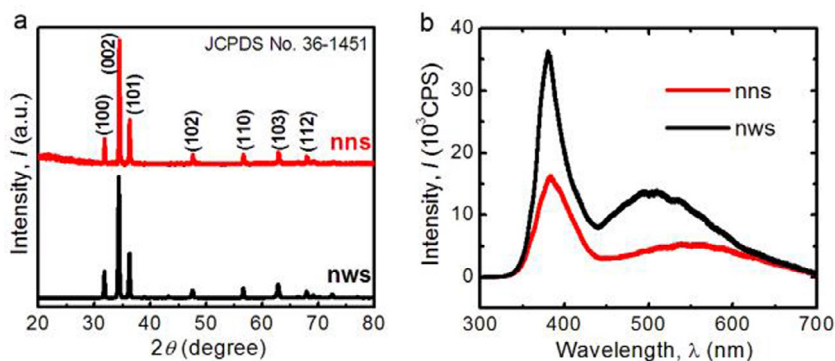 a
JCPDS No. 36-1451
(100)
(002)
(101)
(102)
(110)
(103)
(112)
nns
nws
Intensity, I (a.u.)
20 30 40 50 60 70 80
2θ (degree)
b
40
30
20
10
0
nns
nws
Intensity, I (10³CPS)
300 400 500 600 700
Wavelength, λ (nm)